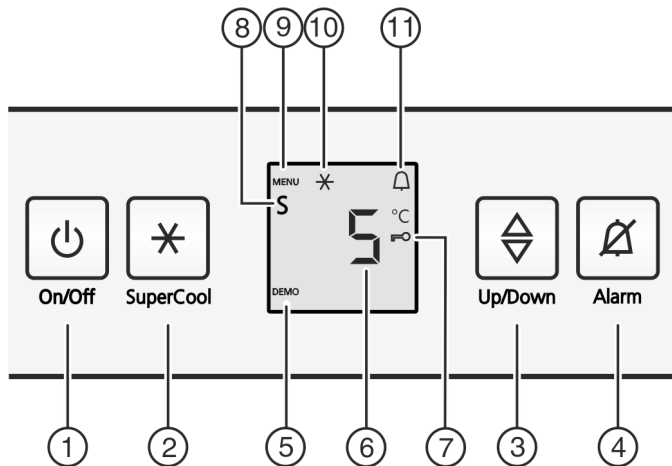 8 9 10 11
MENU
S
5 °C
DEMO
On/Off SuperCool Up/Down Alarm
1 2 5 6 7 3 4